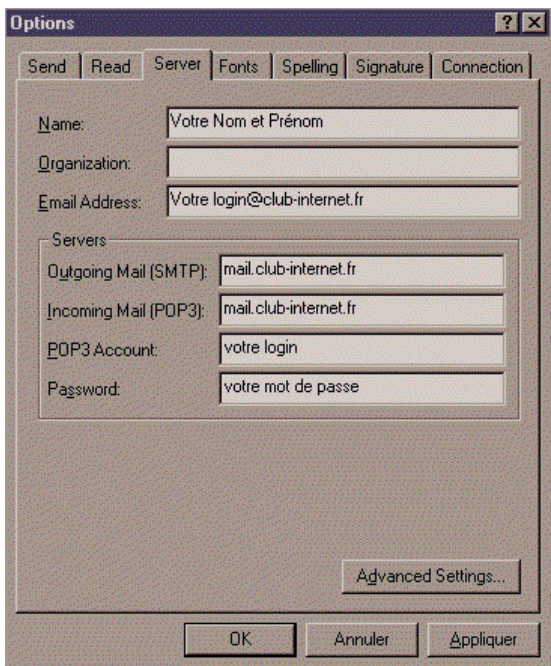 Options
Send Read Server Fonts Spelling Signature Connection
Name: Votre Nom et Prénom
Organization:
Email Address: Votre login@club-internet.fr
Servers
Outgoing Mail (SMTP): mail.club-internet.fr
Incoming Mail (POP3): mail.club-internet.fr
POP3 Account: votre login
Password: votre mot de passe
Advanced Settings...
OK Annuler Appliquer